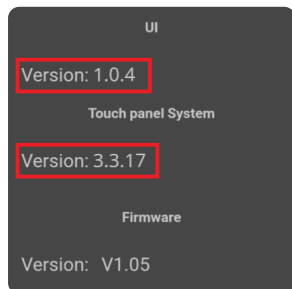 UI
Version: 1.0.4
Touch panel System
Version: 3.3.17
Firmware
Version: V1.05